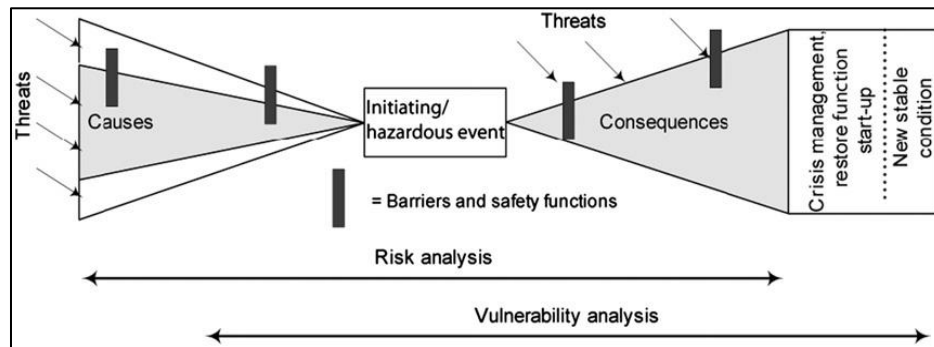 Threats
Threats
Causes
Initiating/
hazardous event
Consequences
Crisis management,
restore function
start-up
New stable
condition
= Barriers and safety functions
Risk analysis
Vulnerability analysis